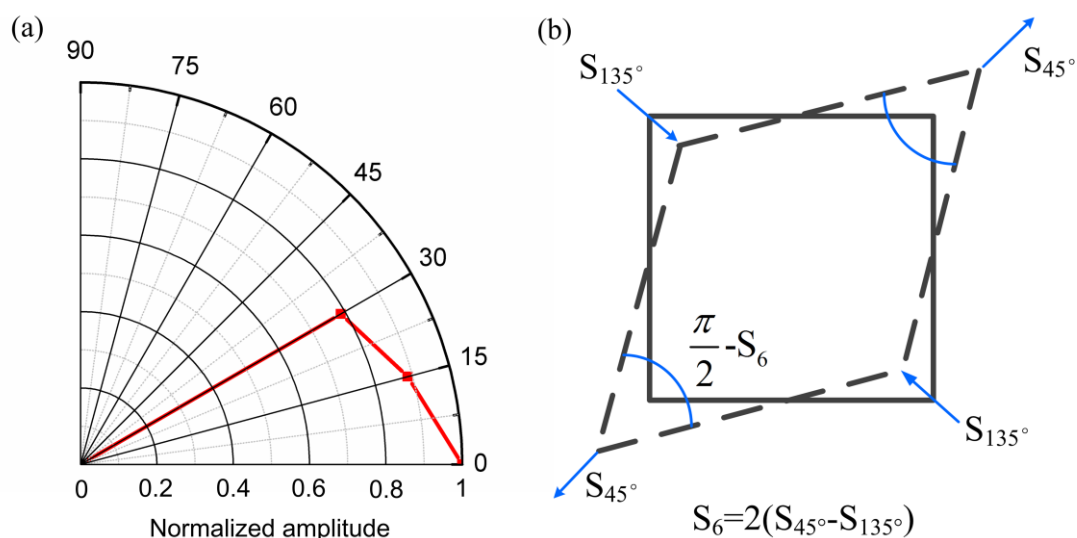 (a)
90
75
60
45
30
15
0
0 0.2 0.4 0.6 0.8 1
Normalized amplitude
(b)
S135°
S45°
π/2 -S6
S135°
S45°
S6=2(S45°-S135°)